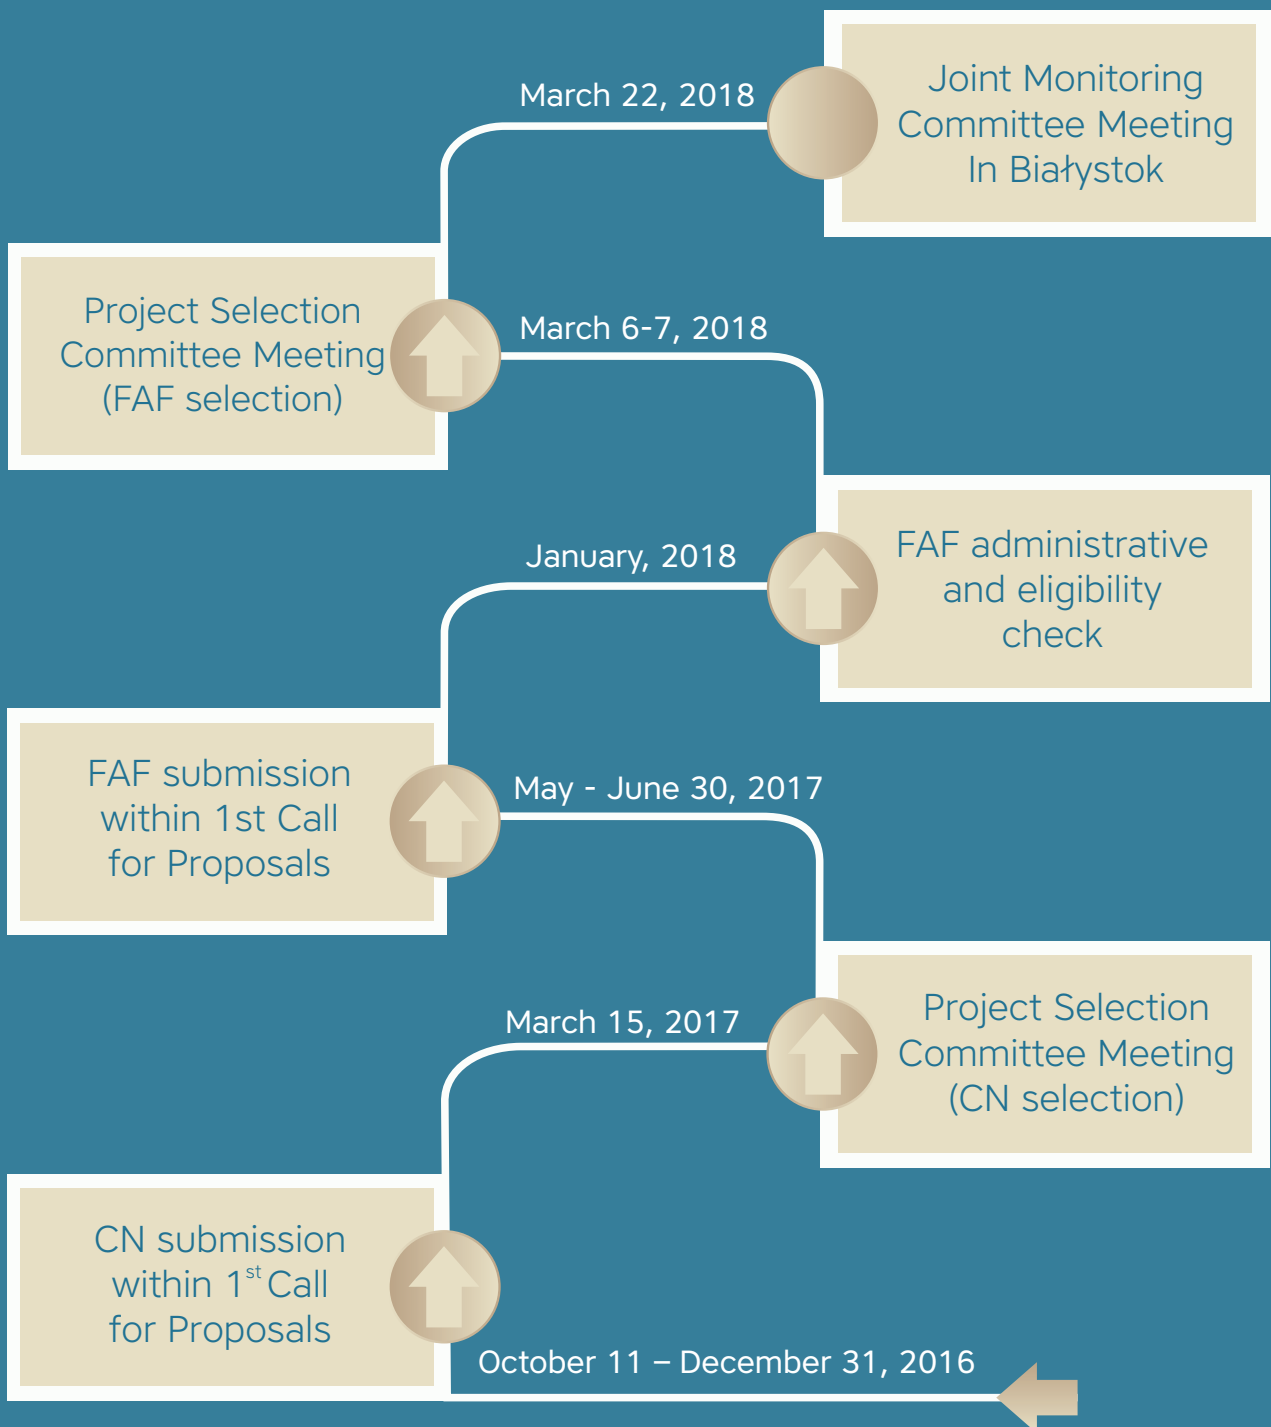 March 22, 2018
Joint Monitoring
Committee Meeting
In Białystok
Project Selection
Committee Meeting
(FAF selection)
March 6-7, 2018
January, 2018
FAF administrative
and eligibility
check
FAF submission
within 1st Call
for Proposals
May - June 30, 2017
March 15, 2017
Project Selection
Committee Meeting
(CN selection)
CN submission
within 1st Call
for Proposals
October 11 – December 31, 2016